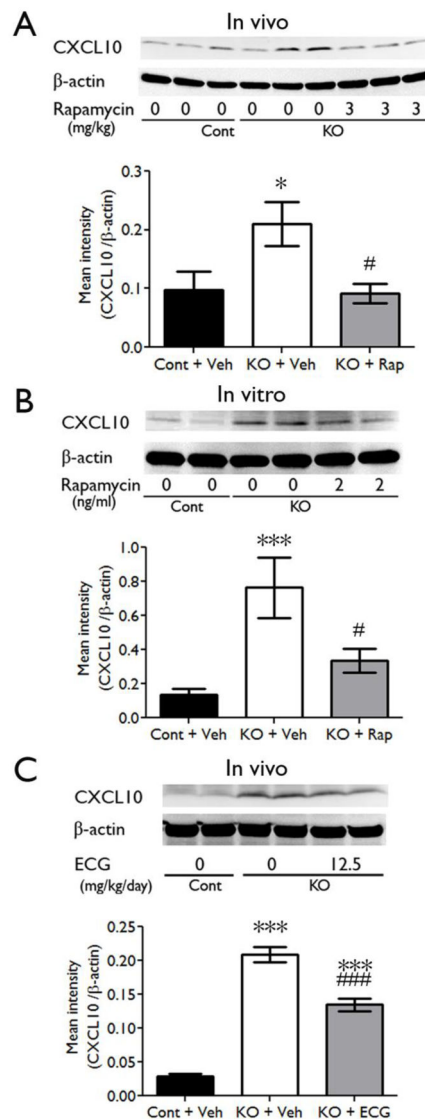 A
In vivo
CXCL10
β-actin
Rapamycin 0 0 0 0 0 0 3 3 3
(mg/kg) Cont KO
Mean intensity
(CXCL10 /β-actin)
0.3
0.2
0.1
0.0
*
#
Cont + Veh KO + Veh KO + Rap
B
In vitro
CXCL10
β-actin
Rapamycin 0 0 0 0 2 2
(ng/ml) Cont KO
Mean intensity
(CXCL10 /β-actin)
1.0
0.8
0.6
0.4
0.2
0.0
***
#
Cont + Veh KO + Veh KO + Rap
C
In vivo
CXCL10
β-actin
ECG 0 0 12.5
(mg/kg/day) Cont KO
Mean intensity
(CXCL10 /β-actin)
0.25
0.20
0.15
0.10
0.05
0.00
***
***
###
Cont + Veh KO + Veh KO + ECG